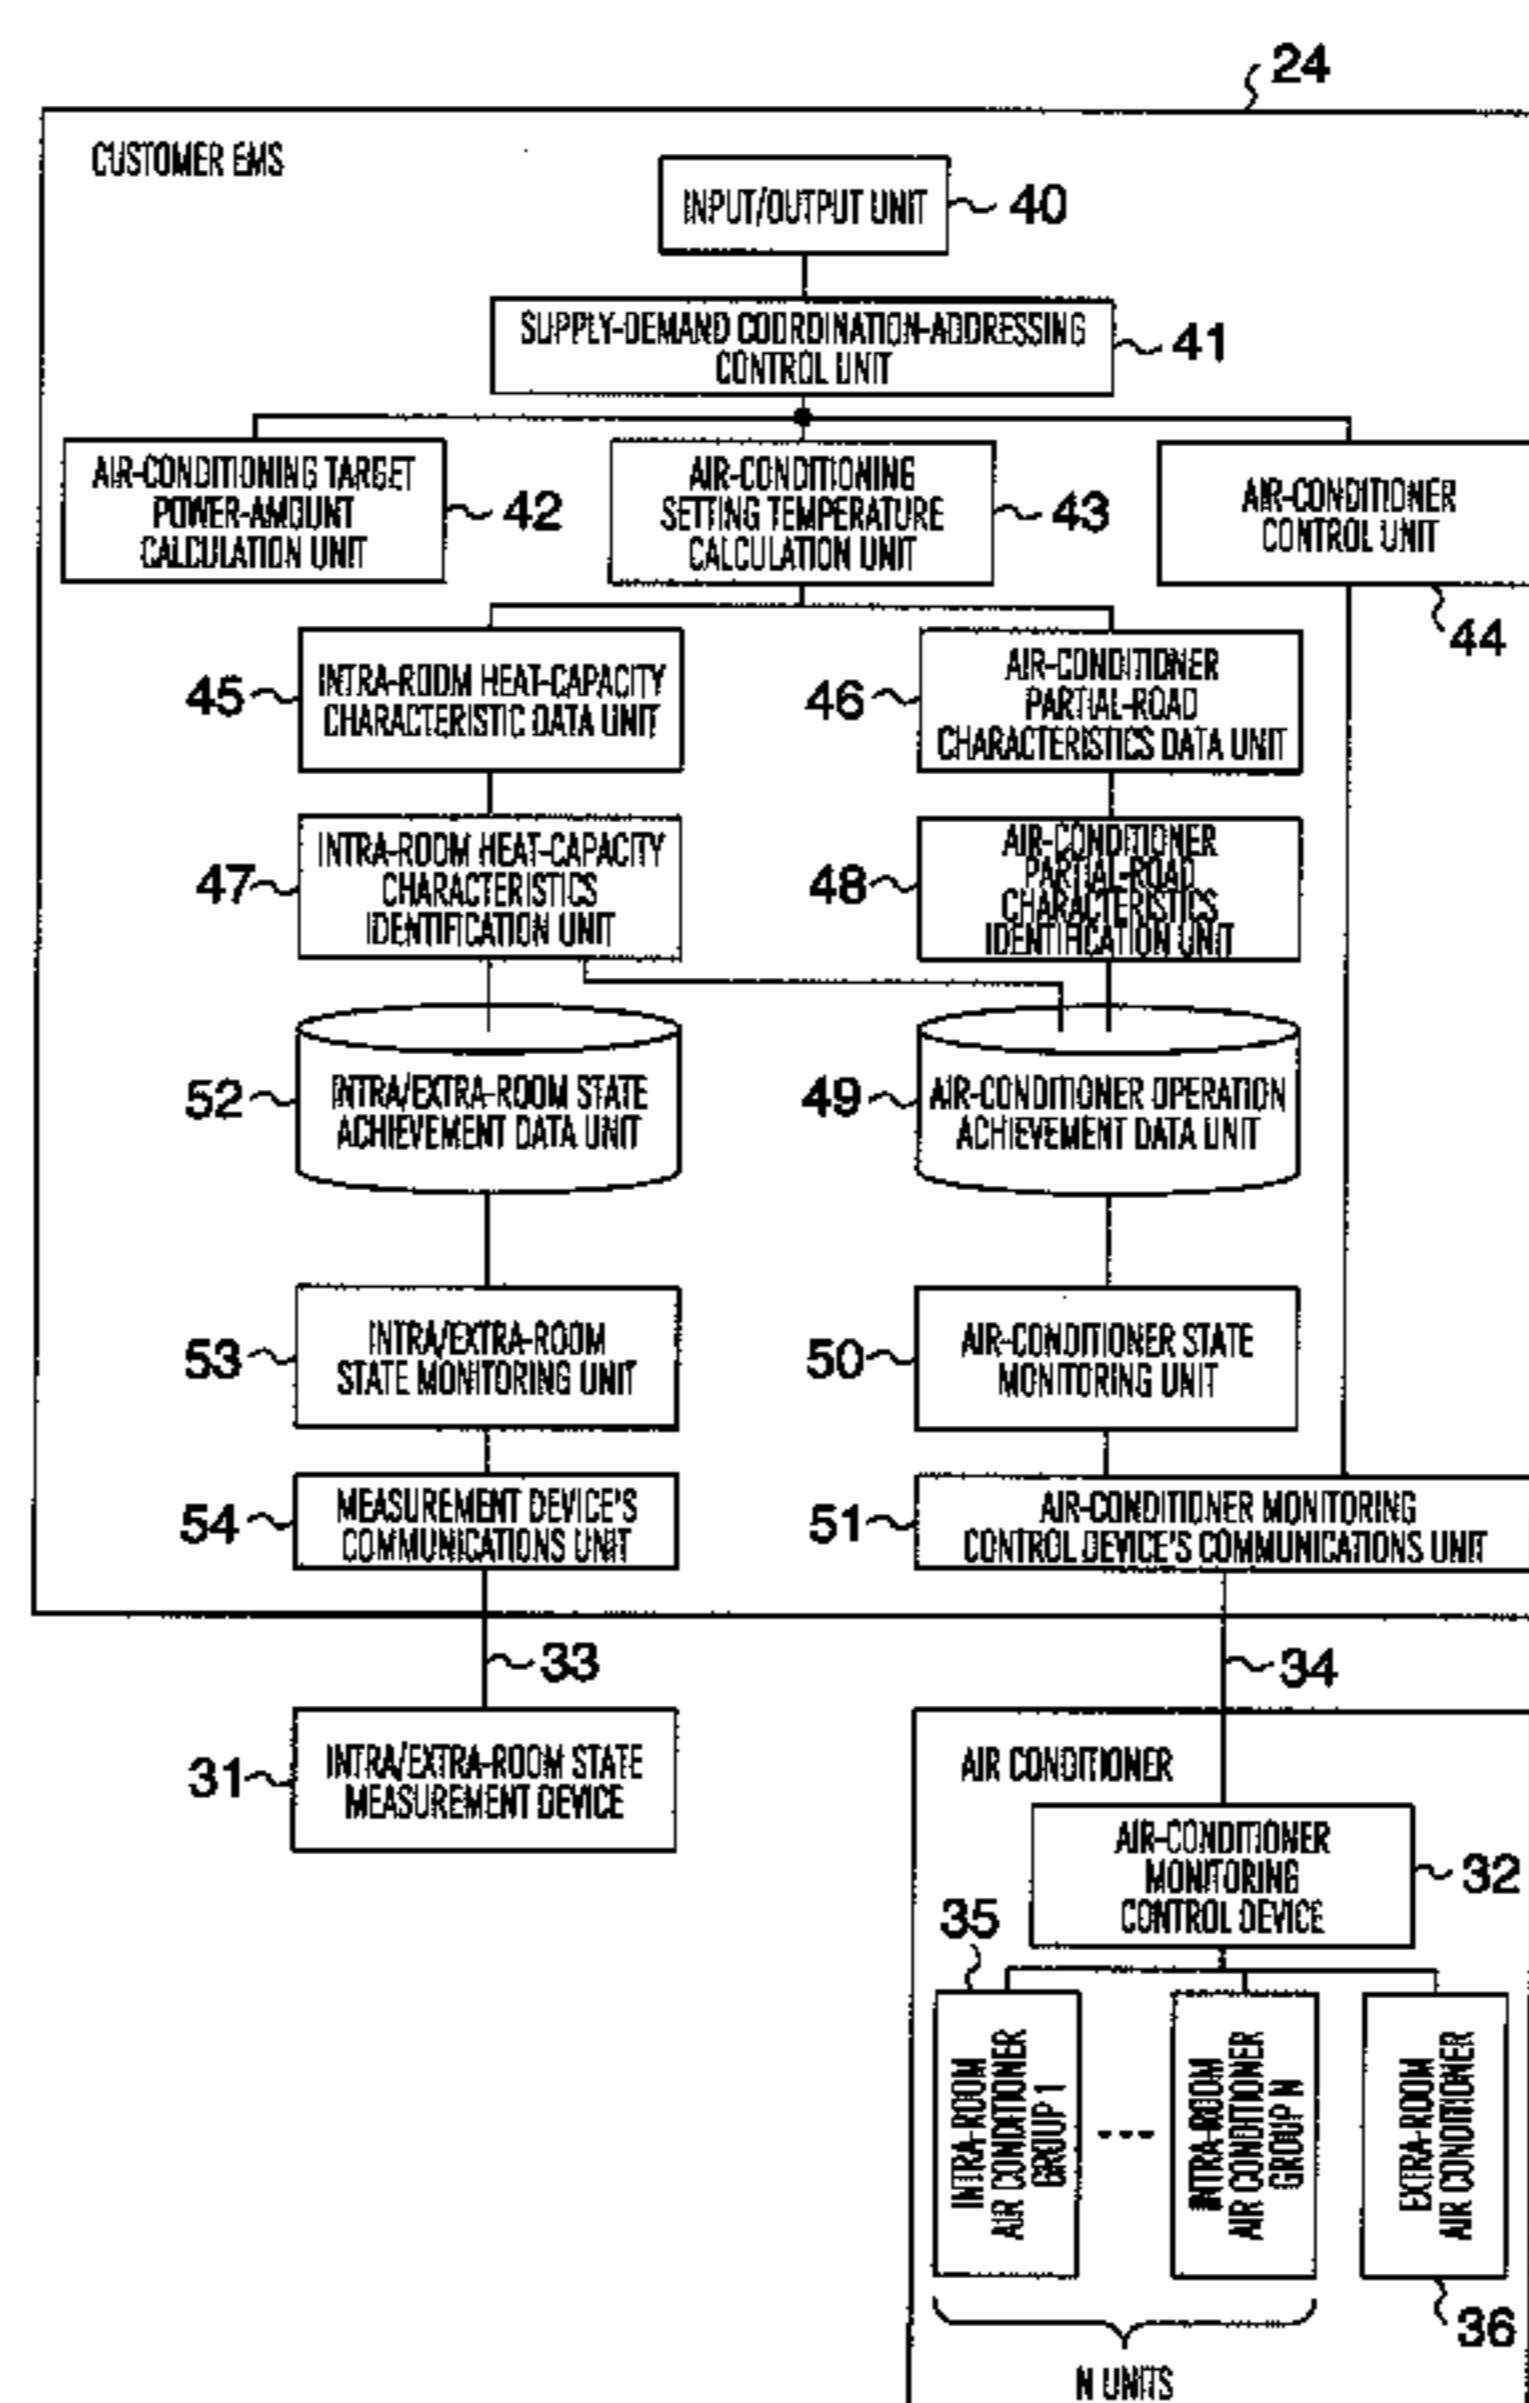 24
CUSTOMER EMS
INPUT/OUTPUT UNIT
40
SUPPLY-DEMAND COORDINATION-ADDRESSING
CONTROL UNIT
41
AIR-CONDITIONING TARGET
POWER-AMOUNT
CALCULATION UNIT
42
AIR-CONDITIONING
SETTING TEMPERATURE
CALCULATION UNIT
43
AIR-CONDITIONER
CONTROL UNIT
44
45
INTRA-ROOM HEAT-CAPACITY
CHARACTERISTIC DATA UNIT
46
AIR-CONDITIONER
PARTIAL-ROAD
CHARACTERISTICS DATA UNIT
47
INTRA-ROOM HEAT-CAPACITY
CHARACTERISTICS
IDENTIFICATION UNIT
48
AIR-CONDITIONER
PARTIAL-ROAD
CHARACTERISTICS
IDENTIFICATION UNIT
52
INTRA/EXTRA-ROOM STATE
ACHIEVEMENT DATA UNIT
49
AIR-CONDITIONER OPERATION
ACHIEVEMENT DATA UNIT
53
INTRA/EXTRA-ROOM
STATE MONITORING UNIT
50
AIR-CONDITIONER STATE
MONITORING UNIT
54
MEASUREMENT DEVICE'S
COMMUNICATIONS UNIT
51
AIR-CONDITIONER MONITORING
CONTROL DEVICE'S COMMUNICATIONS UNIT
33
34
31
INTRA/EXTRA-ROOM STATE
MEASUREMENT DEVICE
AIR CONDITIONER
AIR-CONDITIONER
MONITORING
CONTROL DEVICE
32
35
INTRA-ROOM
AIR CONDITIONER
GROUP 1
INTRA-ROOM
AIR CONDITIONER
GROUP N
EXTRA-ROOM
AIR CONDITIONER
36
N UNITS